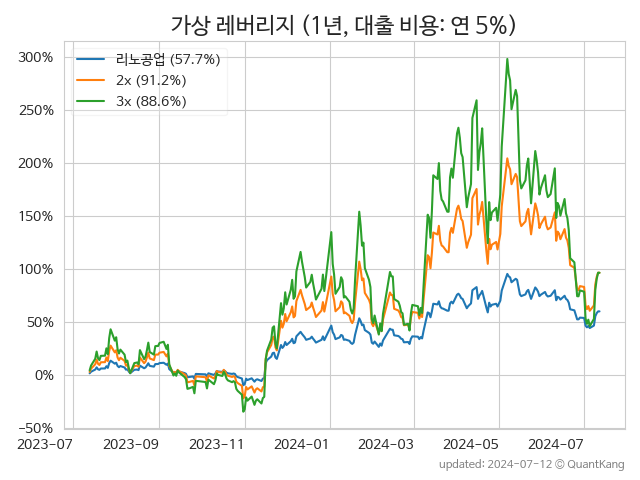 가상 레버리지 (1년, 대출 비용: 연 5%)
리노공업 (57.7%)
2x (91.2%)
3x (88.6%)
300%
250%
200%
150%
100%
50%
0%
−50%
2023-07 2023-09 2023-11 2024-01 2024-03 2024-05 2024-07
updated: 2024-07-12 © QuantKang